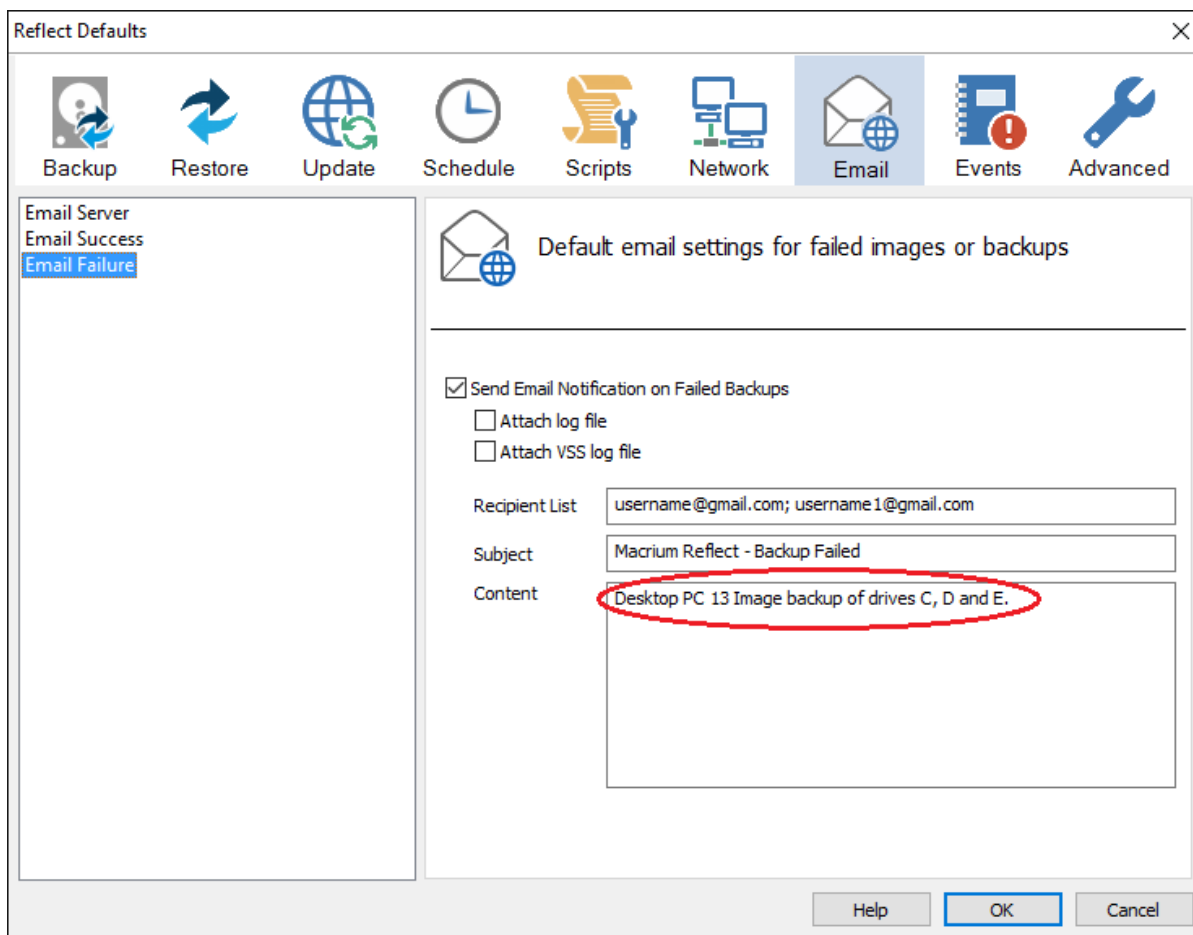 Reflect Defaults
Backup Restore Update Schedule Scripts Network Email Events Advanced
Email Server
Email Success
Email Failure
Default email settings for failed images or backups
Send Email Notification on Failed Backups
Attach log file
Attach VSS log file
Recipient List username@gmail.com; username1@gmail.com
Subject Macrium Reflect - Backup Failed
Content Desktop PC 13 Image backup of drives C, D and E.
Help OK Cancel